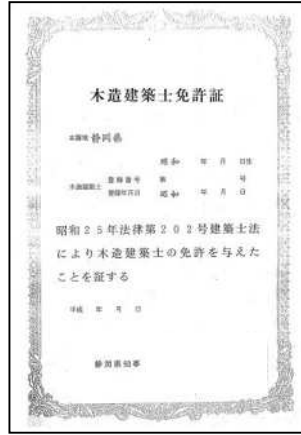 木造建築士免許証
本籍地 静岡県
昭和 年 月 日生
登録番号 第 号
木造建築士
登録年月日 昭和 年 月 日
昭和25年法律第202号建築士法
により木造建築士の免許を与えた
ことを証する
平成 年 月 日
静岡県知事